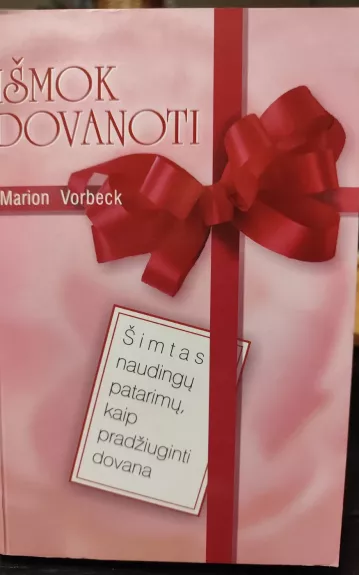 IŠMOK
DOVANOTI
Marion Vorbeck
Šimtas
naudingų
patarimų,
kaip
pradžiuginti
dovana